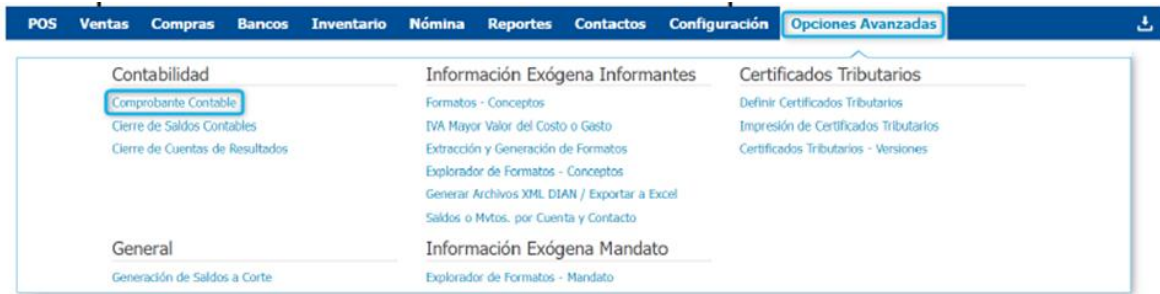 POS Ventas Compras Bancos Inventario Nómina Reportes Contactos Configuración Opciones Avanzadas
Contabilidad
Comprobante Contable
Cierre de Saldos Contables
Cierre de Cuentas de Resultados
Información Exógena Informantes
Formatos - Conceptos
IVA Mayor Valor del Costo o Gasto
Extracción y Generación de Formatos
Explorador de Formatos - Conceptos
Generar Archivos XML DIAN / Exportar a Excel
Saldos o Mvtos. por Cuenta y Contacto
Certificados Tributarios
Definir Certificados Tributarios
Impresión de Certificados Tributarios
Certificados Tributarios - Versiones
General
Generación de Saldos a Corte
Información Exógena Mandato
Explorador de Formatos - Mandato